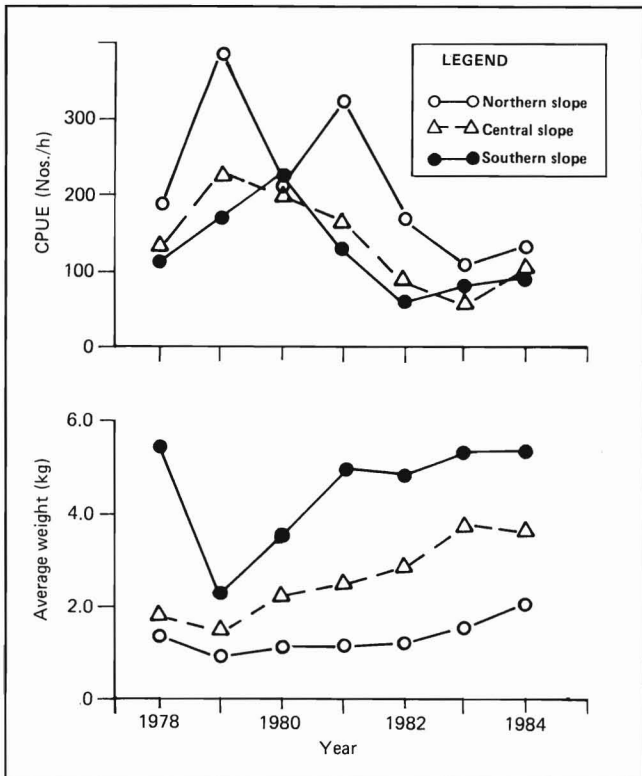 LEGEND
Northern slope
Central slope
Southern slope
CPUE (Nos./h)
300
200
100
0
Average weight (kg)
6.0
4.0
2.0
.0
1978 1980 1982 1984
Year